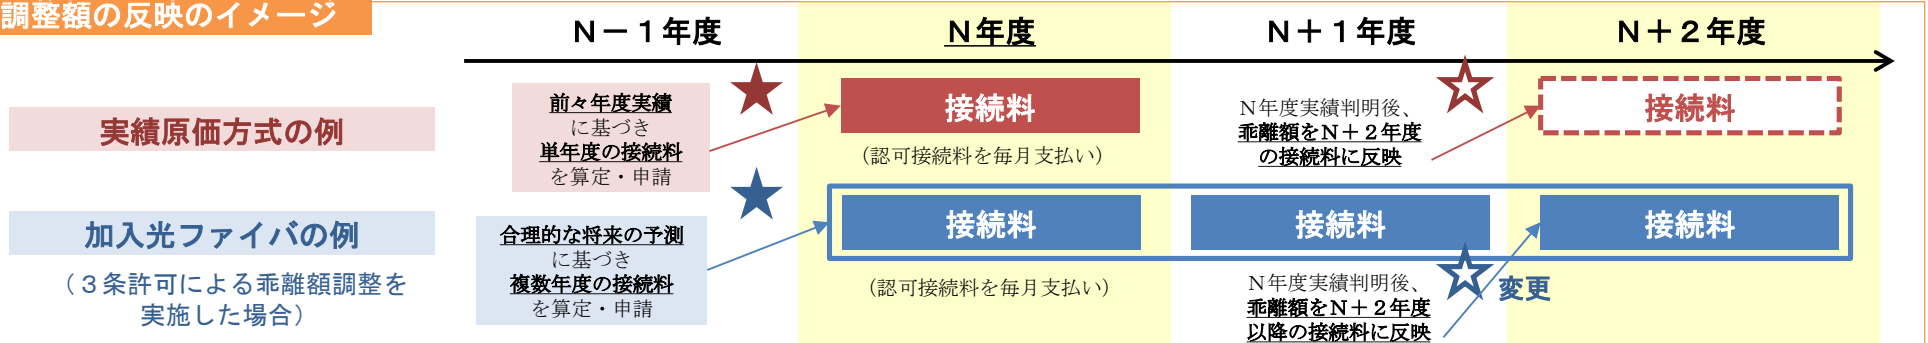 調整額の反映のイメージ
N－１年度
N年度
N＋１年度
N＋２年度
実績原価方式の例
前々年度実績
に基づき
単年度の接続料
を算定・申請
接続料
（認可接続料を毎月支払い）
N年度実績判明後、
乖離額をN＋２年度
の接続料に反映
接続料
加入光ファイバの例
（３条許可による乖離額調整を
実施した場合）
合理的な将来の予測
に基づき
複数年度の接続料
を算定・申請
接続料
接続料
接続料
（認可接続料を毎月支払い）
N年度実績判明後、
乖離額をN＋２年度
以降の接続料に反映
変更